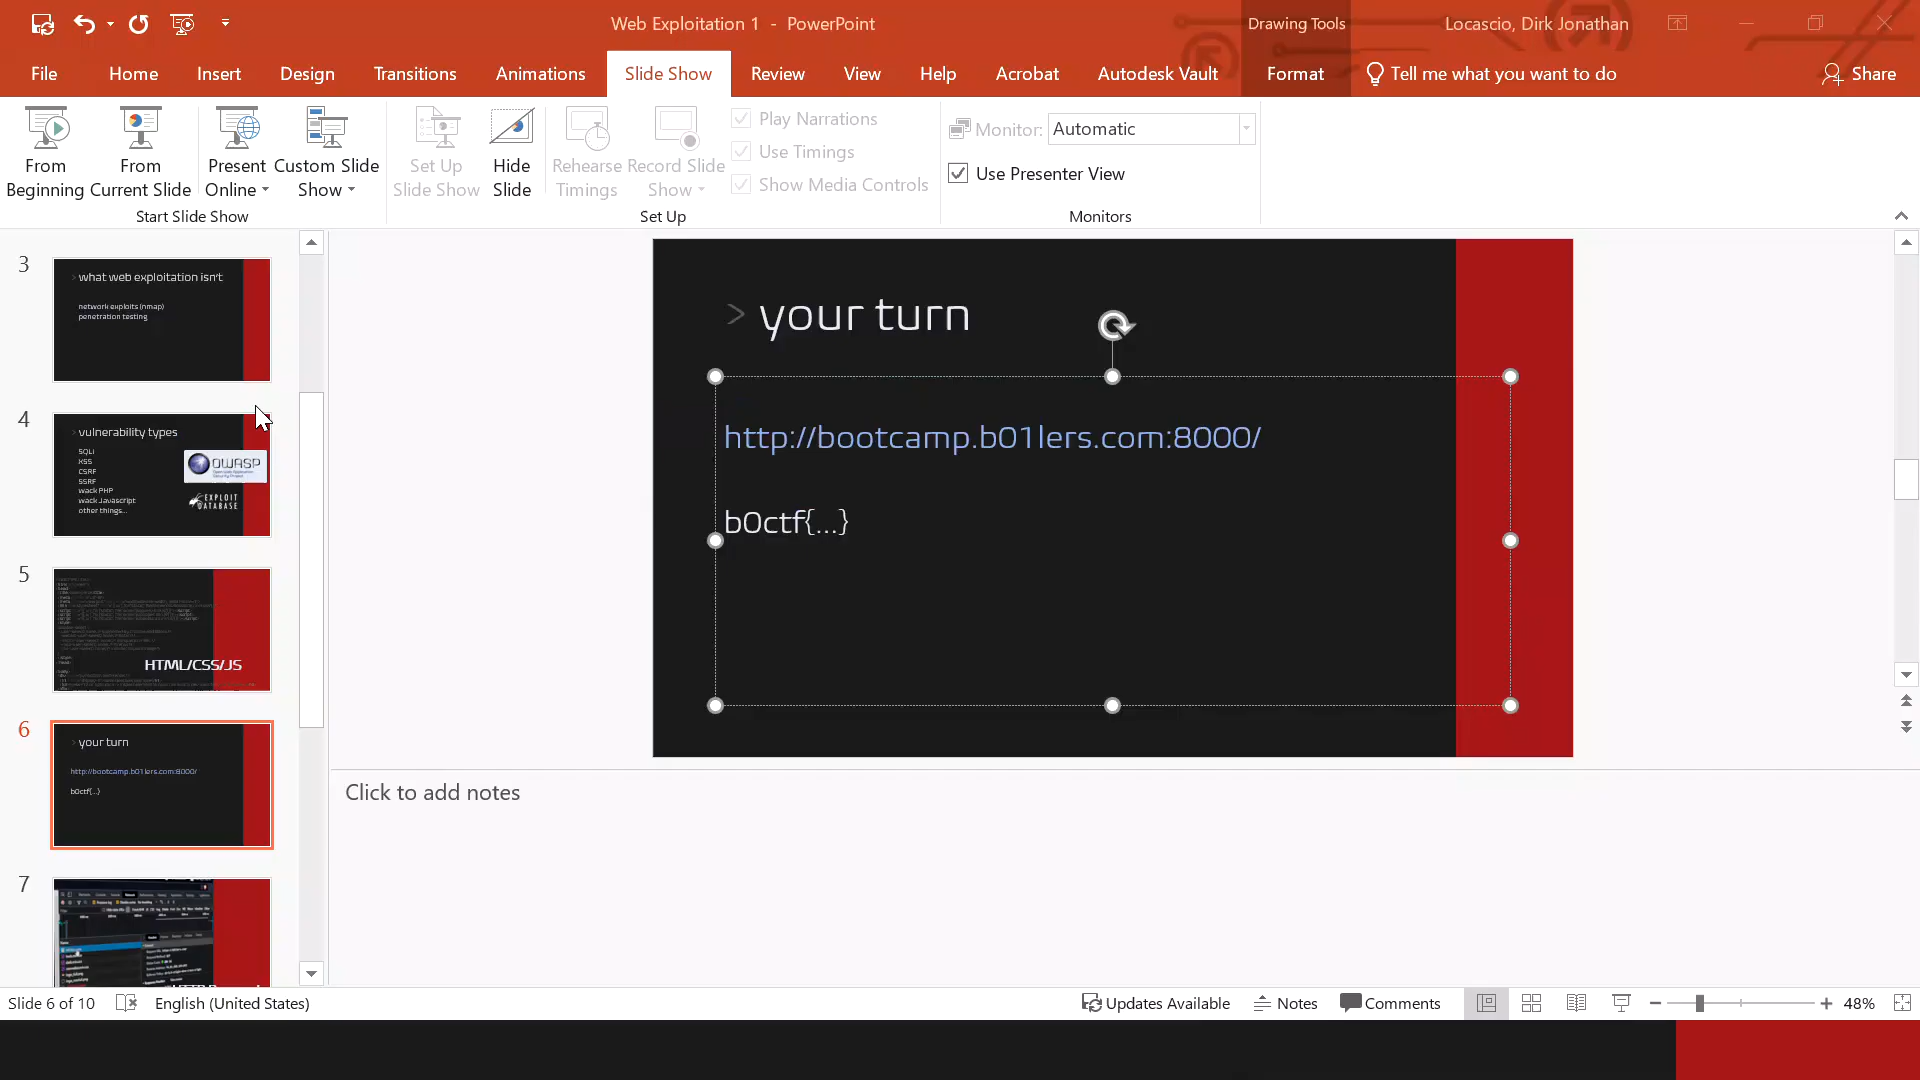 Web Exploitation 1 - PowerPoint
Drawing Tools
Locascio, Dirk Jonathan
File
Home
Insert
Design
Transitions
Animations
Slide Show
Review
View
Help
Acrobat
Autodesk Vault
Format
Tell me what you want to do
Share
From Beginning
From Current Slide
Present Online
Custom Slide Show
Start Slide Show
Set Up Slide Show
Hide Slide
Rehearse Timings
Record Slide Show
Play Narrations
Use Timings
Show Media Controls
Set Up
Monitor: Automatic
Use Presenter View
Monitors
3
> what web exploitation isn't
network exploits (nmap)
penetration testing
4
> vulnerability types
SQLi
XSS
CSRF
SSRF
wack PHP
wack Javascript
other things...
OWASP
Open Web Application Security Project
EXPLOIT
DATABASE
5
HTML/CSS/JS
6
> your turn
http://bootcamp.b01lers.com:8000/
b0ctf{...}
7
> your turn
http://bootcamp.b01lers.com:8000/
b0ctf{...}
Click to add notes
Slide 6 of 10
English (United States)
Updates Available
Notes
Comments
48%